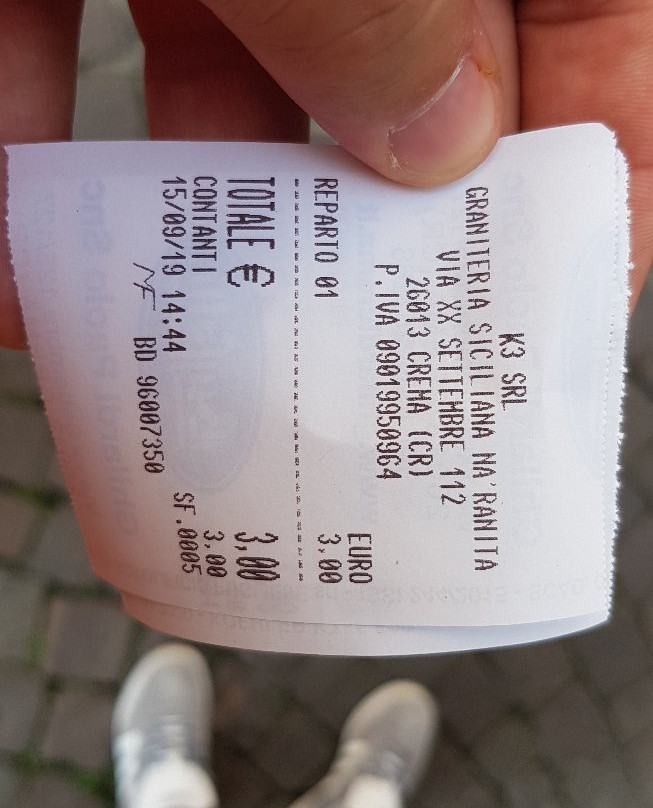 K3 SRL
GRANITERIA SICILIANA NA'RANITA
VIA XX SETTEMBRE 112
26013 CREMA (CR)
P.IVA 09019950964
EURO
REPARTO 01 3,00
TOTALE € 3,00
CONTANTI 3,00
15/09/19 14:44 SF.0005
MF BD 96007350